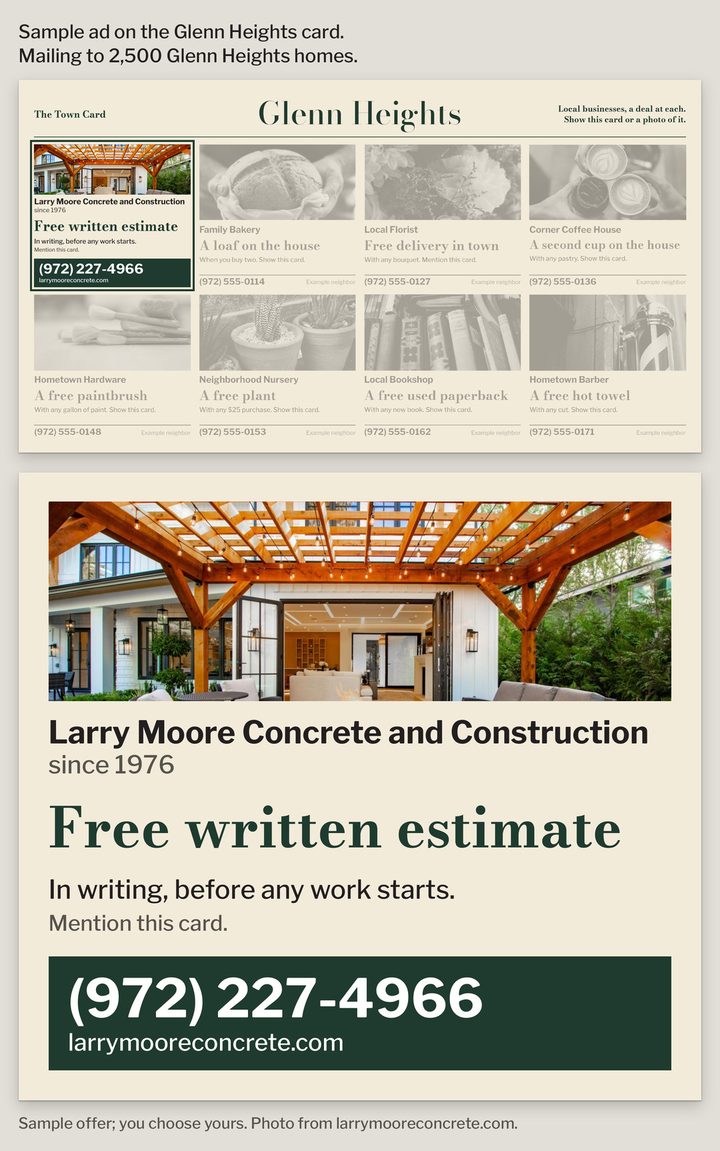 Sample ad on the Glenn Heights card.
Mailing to 2,500 Glenn Heights homes.
The Town Card
Glenn Heights
Local businesses, a deal at each.
Show this card or a photo of it.
Larry Moore Concrete and Construction
since 1976
Free written estimate
In writing, before any work starts.
Mention this card.
(972) 227-4966
larrymooreconcrete.com
Family Bakery
A loaf on the house
When you buy two. Show this card.
(972) 555-0114
Example neighbor
Local Florist
Free delivery in town
With any bouquet. Mention this card.
(972) 555-0127
Example neighbor
Corner Coffee House
A second cup on the house
With any pastry. Show this card.
(972) 555-0136
Example neighbor
Hometown Hardware
A free paintbrush
With any gallon of paint. Show this card.
(972) 555-0148
Example neighbor
Neighborhood Nursery
A free plant
With any $25 purchase. Show this card.
(972) 555-0153
Example neighbor
Local Bookshop
A free used paperback
With any new book. Show this card.
(972) 555-0162
Example neighbor
Hometown Barber
A free hot towel
With any cut. Show this card.
(972) 555-0171
Example neighbor
Larry Moore Concrete and Construction
since 1976
Free written estimate
In writing, before any work starts.
Mention this card.
(972) 227-4966
larrymooreconcrete.com
Sample offer; you choose yours. Photo from larrymooreconcrete.com.